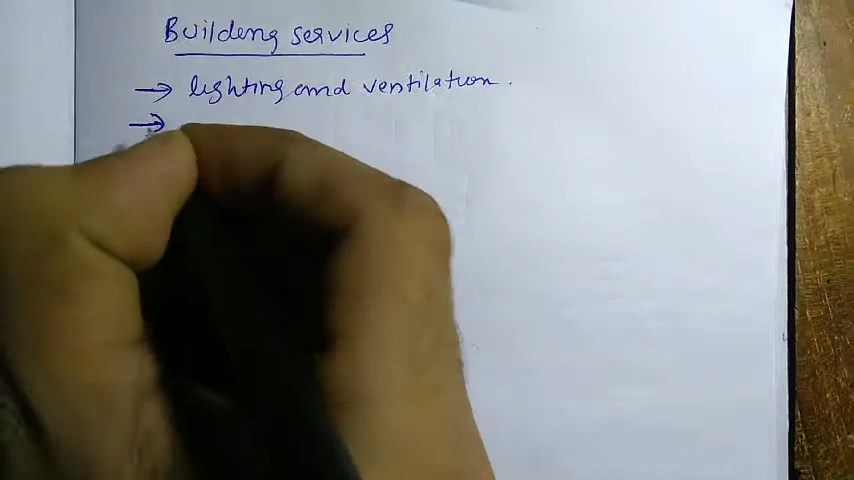 Building services
→ lighting and ventilation.
→